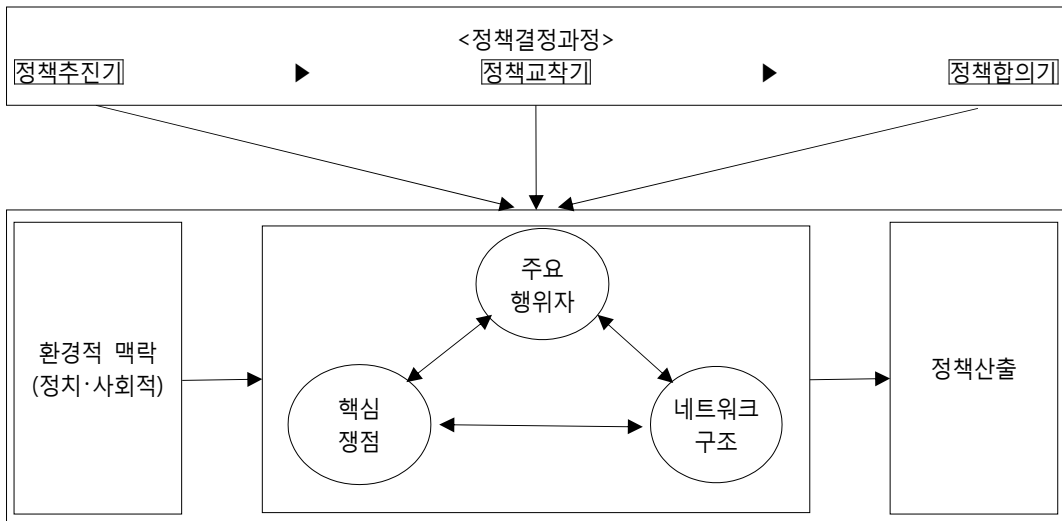 <정책결정과정>
정책추진기 ▶ 정책교착기 ▶ 정책합의기
주요
행위자
환경적 맥락
(정치·사회적)
핵심
쟁점
네트워크
구조
정책산출